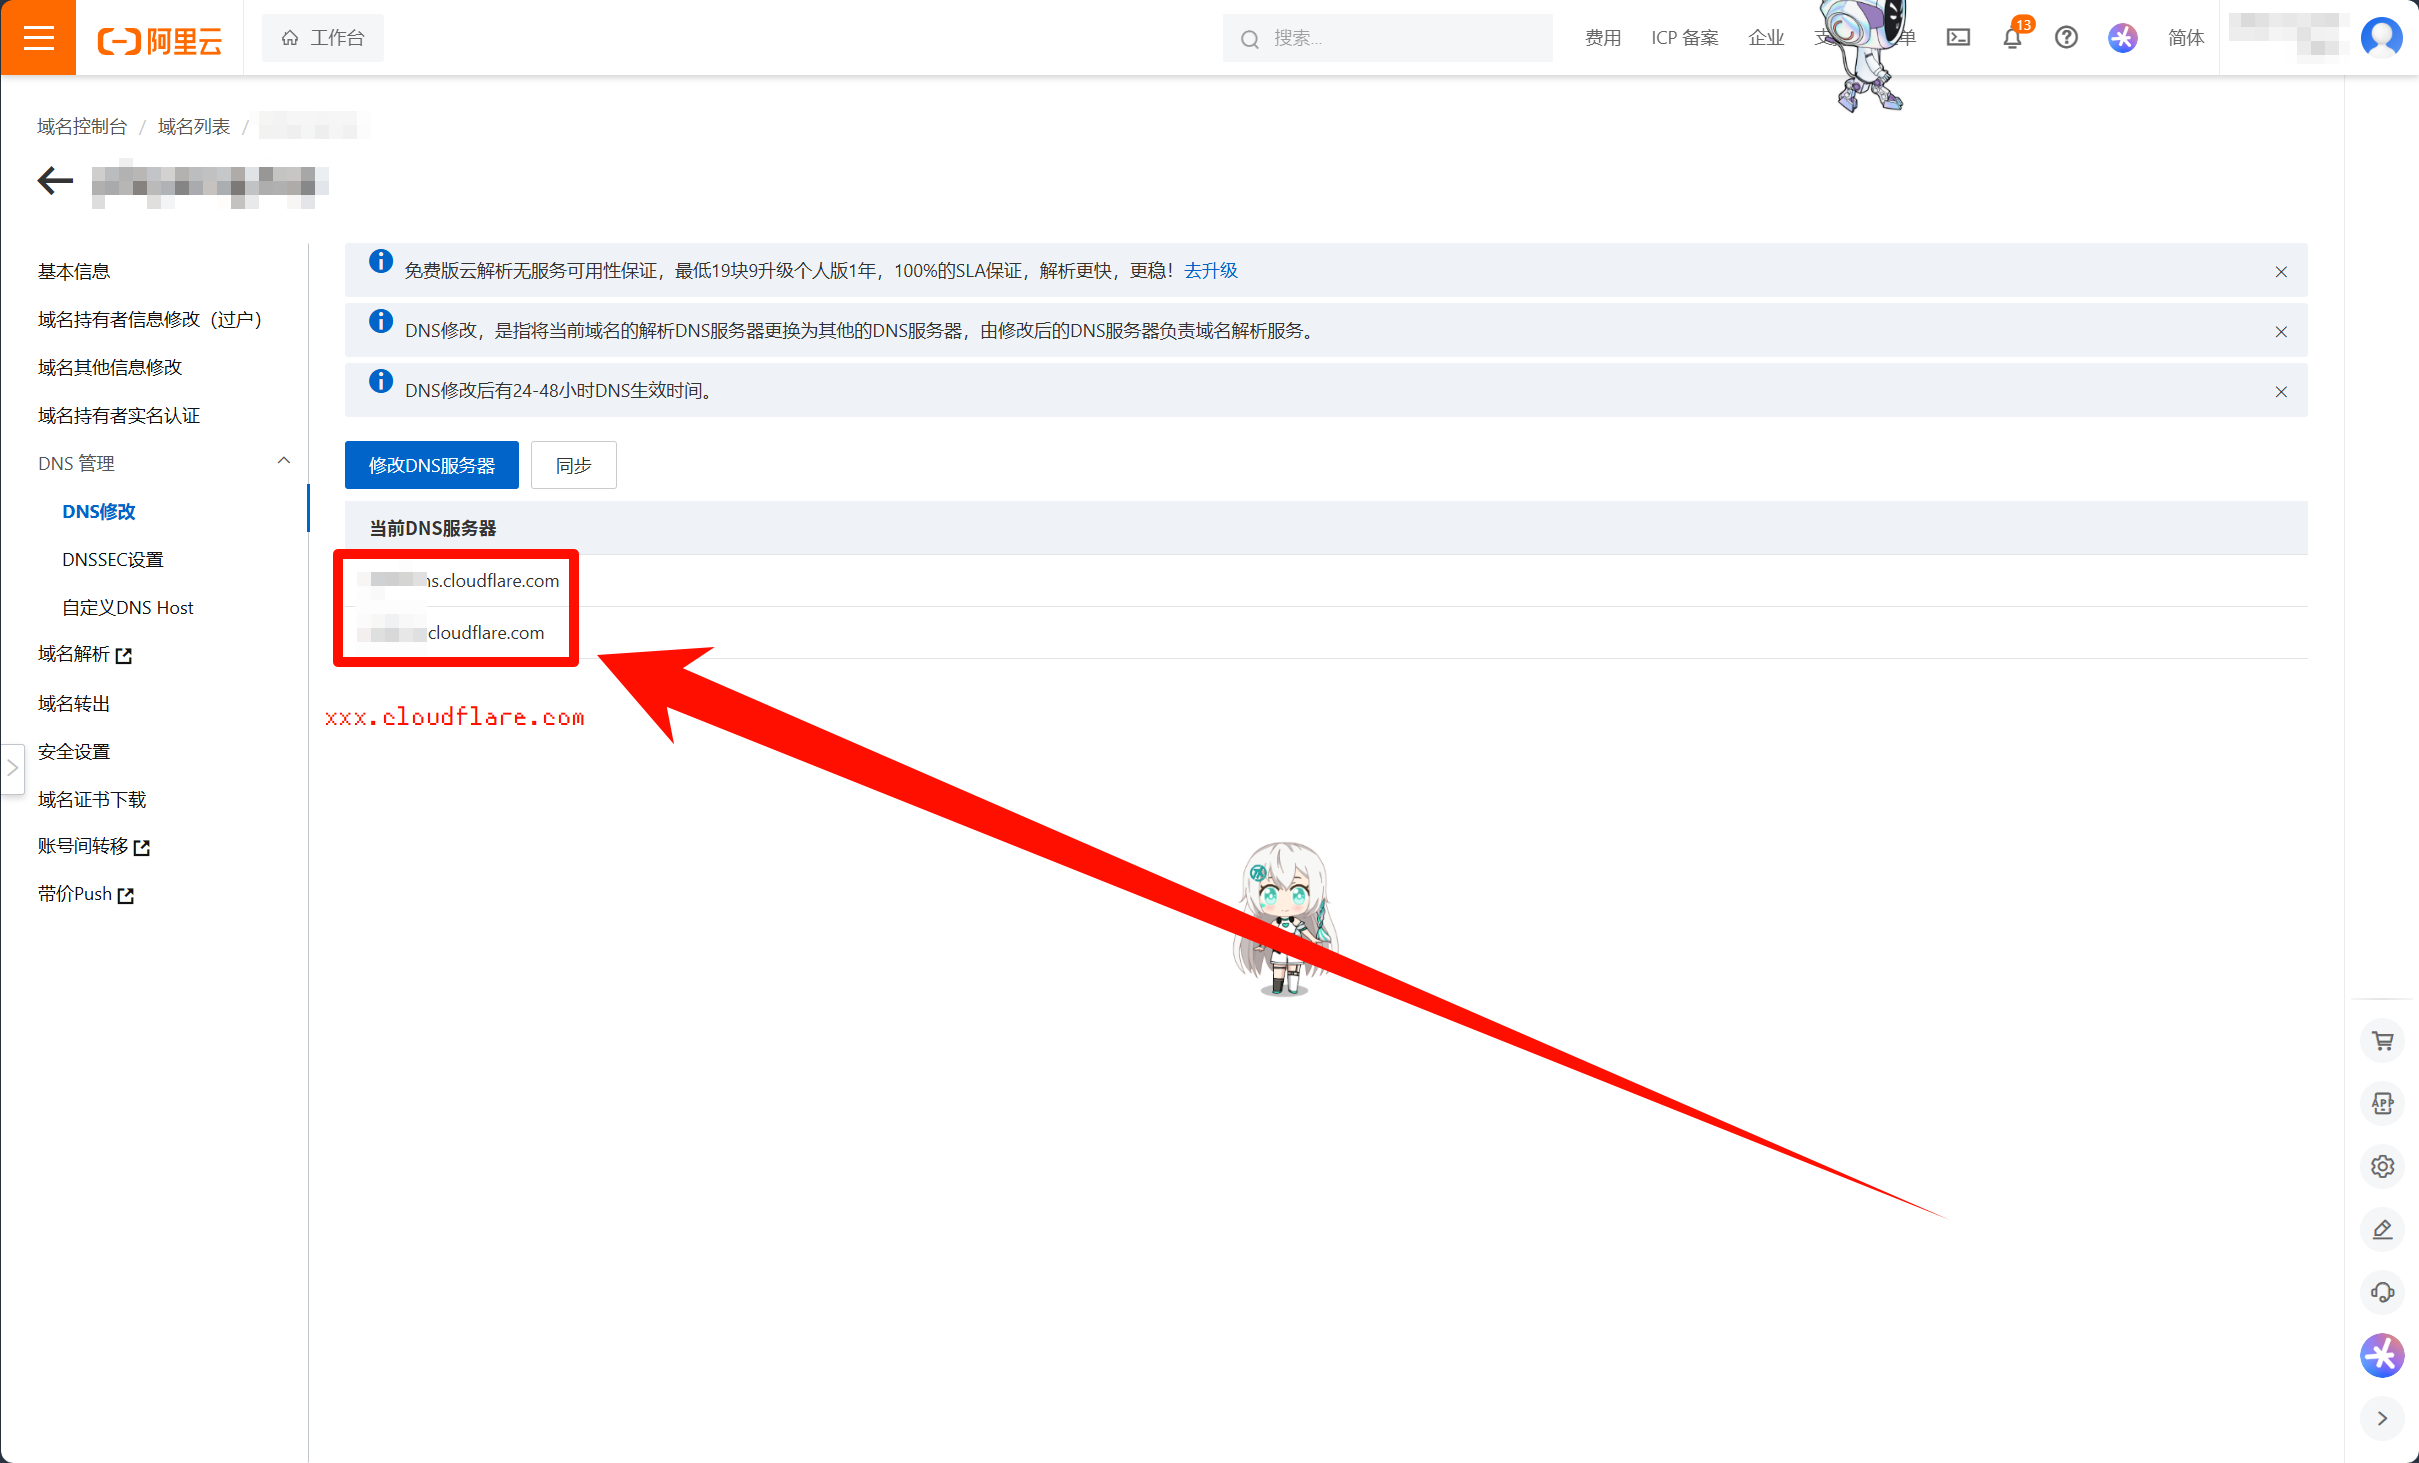 阿里云
工作台
搜索...
费用
ICP 备案
企业
支
单
13
简体
域名控制台 / 域名列表 /
基本信息
域名持有者信息修改（过户）
域名其他信息修改
域名持有者实名认证
DNS 管理
DNS修改
DNSSEC设置
自定义DNS Host
域名解析
域名转出
安全设置
域名证书下载
账号间转移
带价Push
免费版云解析无服务可用性保证，最低19块9升级个人版1年，100%的SLA保证，解析更快，更稳！去升级
DNS修改，是指将当前域名的解析DNS服务器更换为其他的DNS服务器，由修改后的DNS服务器负责域名解析服务。
DNS修改后有24-48小时DNS生效时间。
修改DNS服务器
同步
当前DNS服务器
ns.cloudflare.com
cloudflare.com
xxx.cloudflare.com
APP